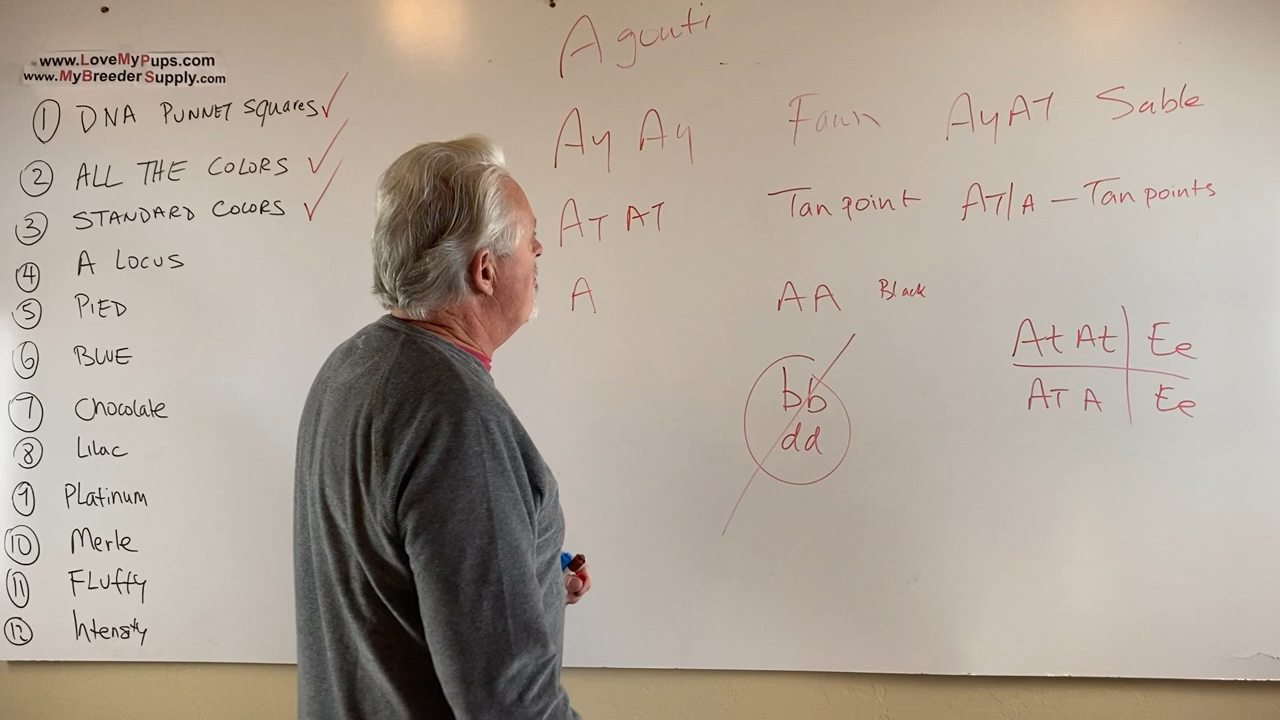 www.LoveMyPups.com
www.MyBreederSupply.com
1 DNA PUNNET SQUARES ✓
2 ALL THE COLORS ✓
3 STANDARD COLORS ✓
4 A LOCUS
5 PIED
6 BLUE
7 Chocolate
8 Lilac
9 Platinum
10 Merle
11 FLuffy
12 Intensity
Agouti
Ay Ay Fawn AyAT Sable
AT AT Tan point AT/A - Tan points
A AA Black
At At Ee
AT A Ee
bb
dd